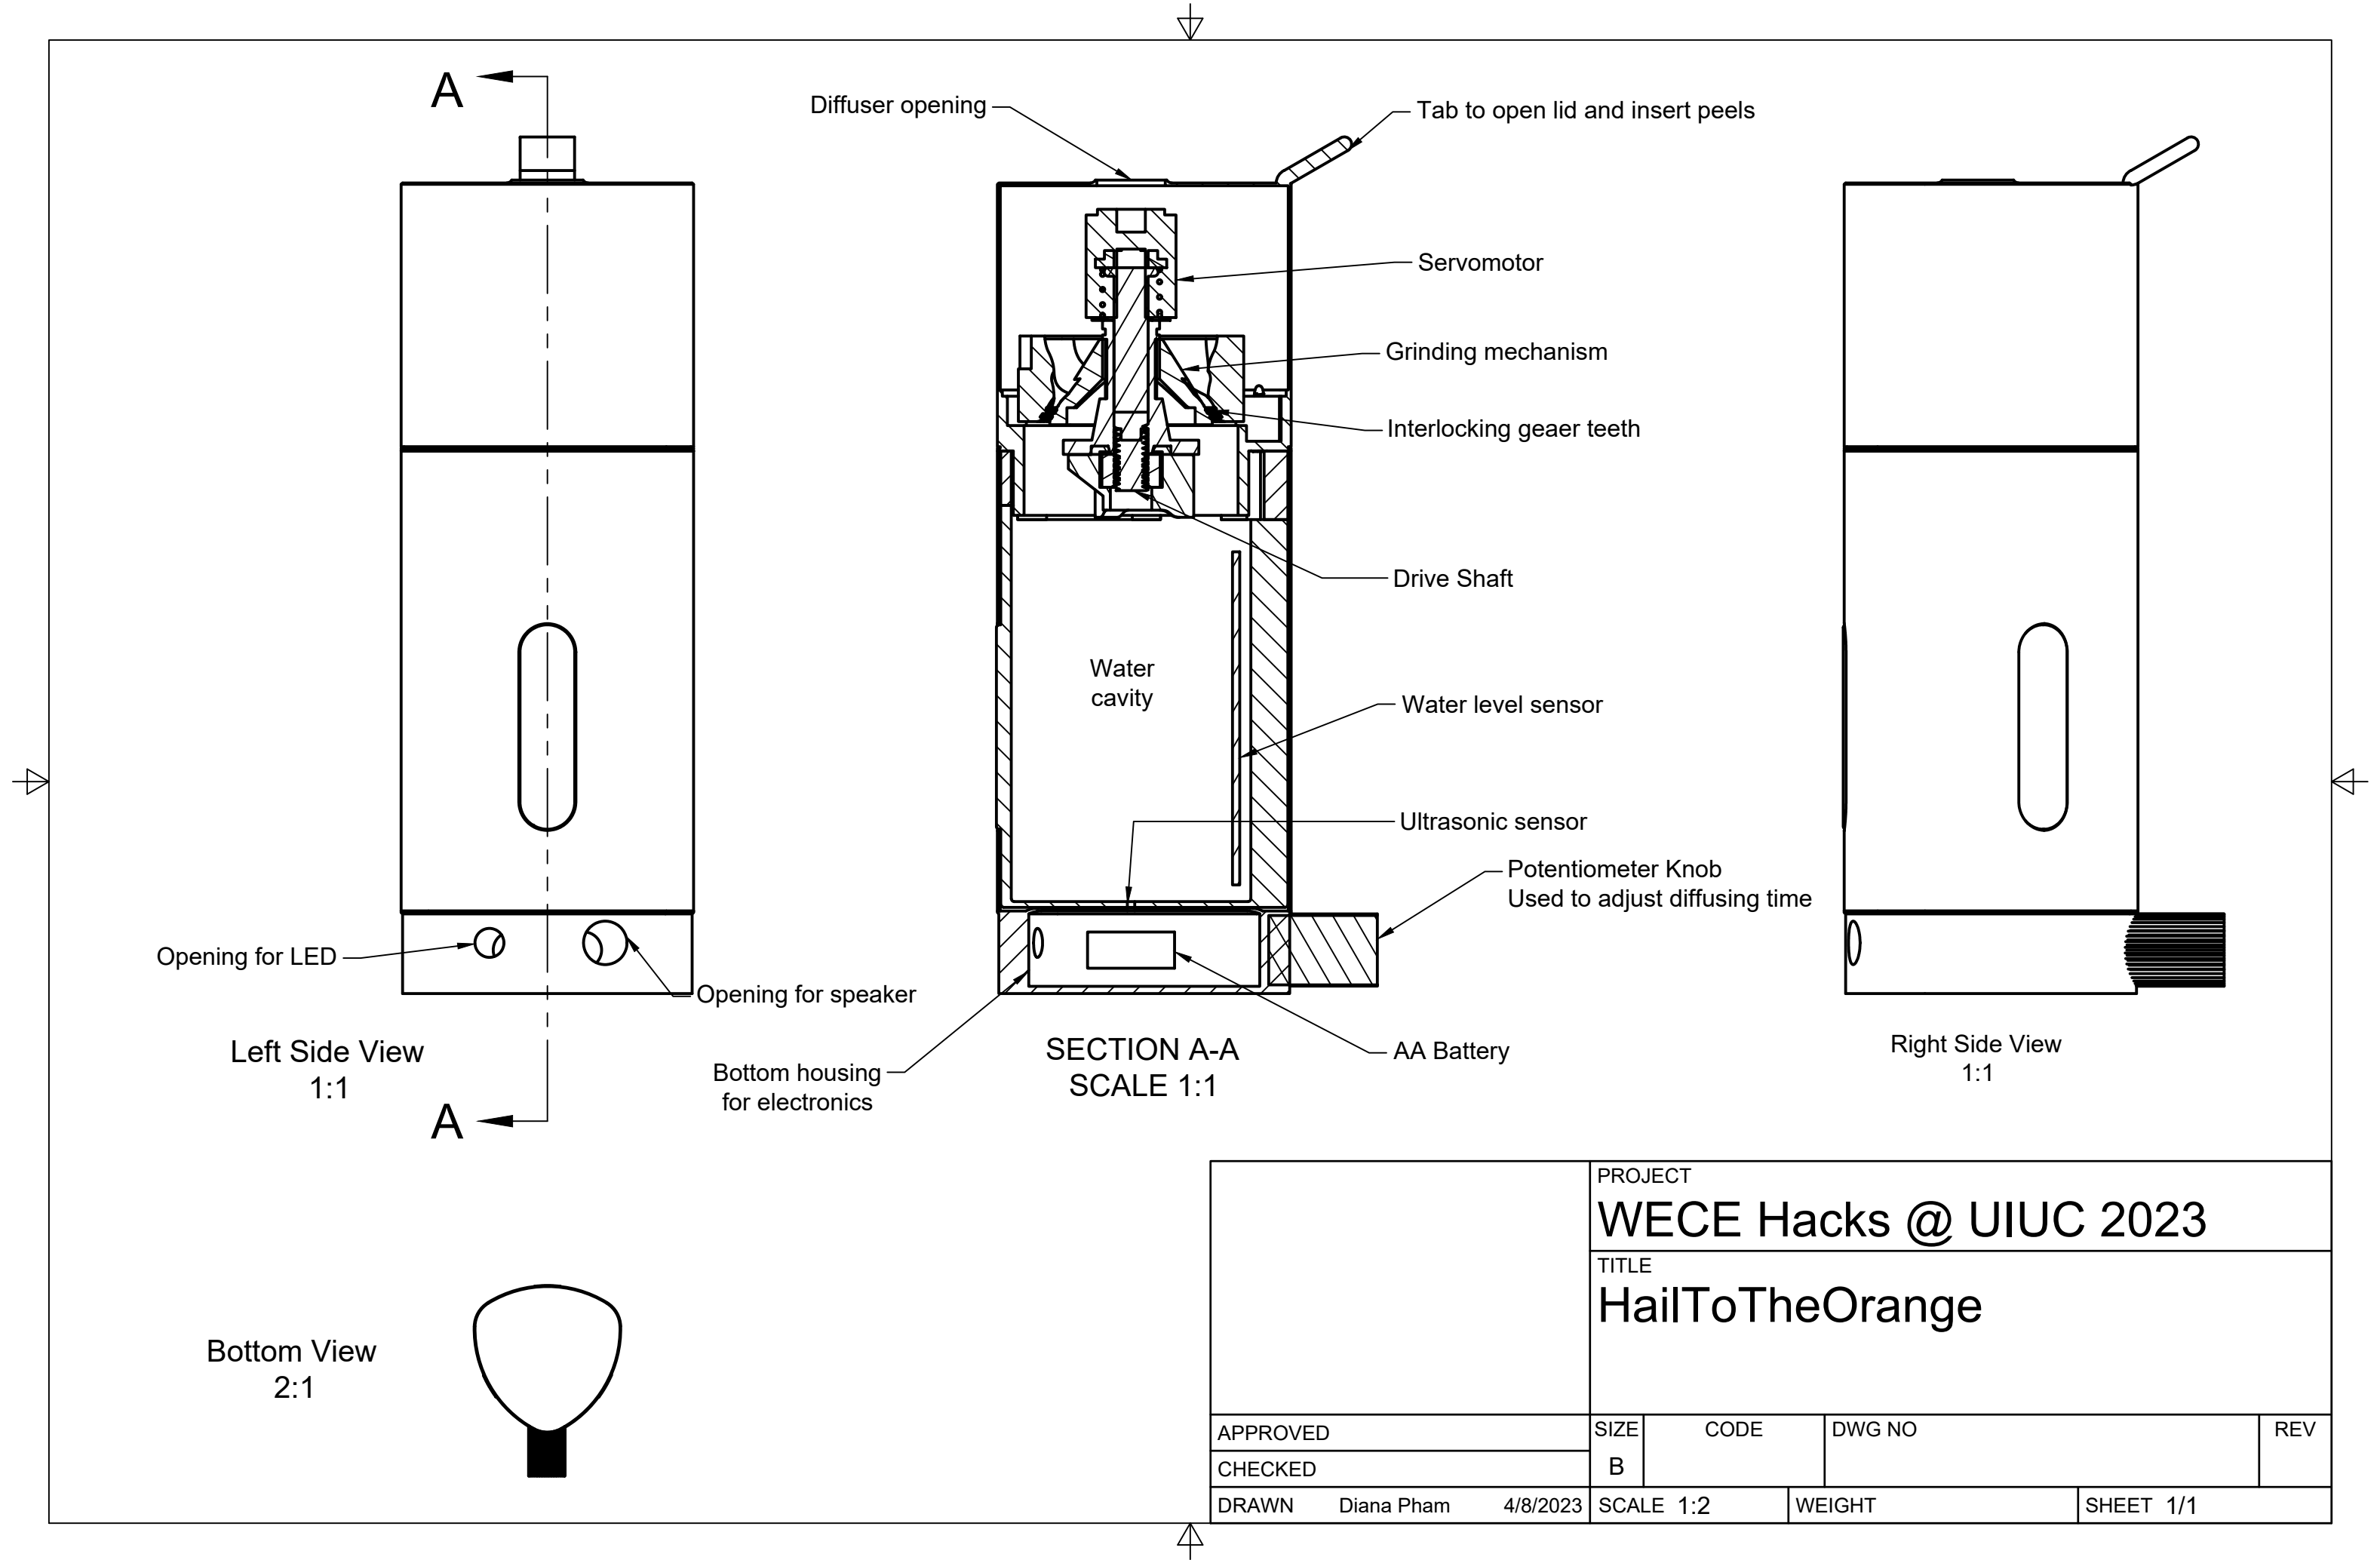 A
Diffuser opening
Tab to open lid and insert peels
Servomotor
Grinding mechanism
Interlocking geaer teeth
Drive Shaft
Water
cavity
Water level sensor
Ultrasonic sensor
Potentiometer Knob
Used to adjust diffusing time
Opening for LED
Opening for speaker
Left Side View
1:1
A
Bottom housing
for electronics
SECTION A-A
SCALE 1:1
AA Battery
Right Side View
1:1
Bottom View
2:1
PROJECT
WECE Hacks @ UIUC 2023
TITLE
HailToTheOrange
APPROVED
CHECKED
DRAWN Diana Pham 4/8/2023
SIZE
B
CODE
DWG NO
REV
SCALE 1:2
WEIGHT
SHEET 1/1